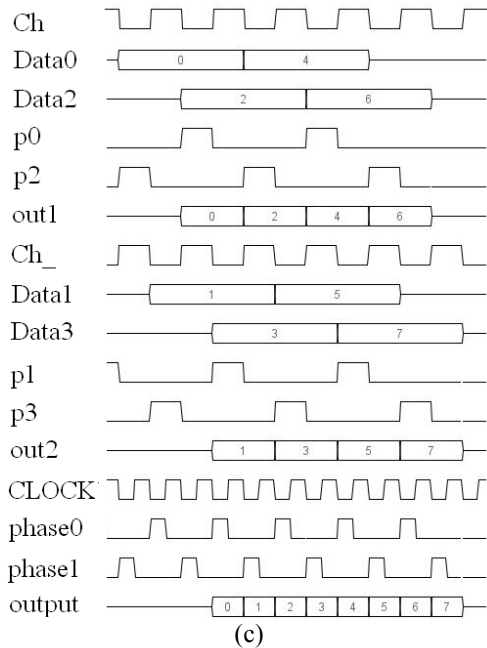 Ch
Data0 0 4
Data2 2 6
p0
p2
out1 0 2 4 6
Ch_
Data1 1 5
Data3 3 7
p1
p3
out2 1 3 5 7
CLOCK
phase0
phase1
output 0 1 2 3 4 5 6 7
(c)